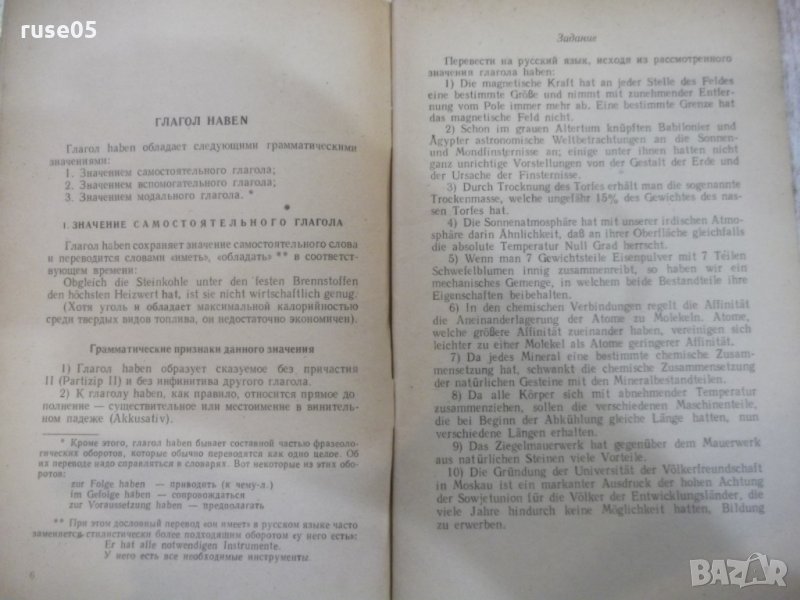 ruse05
ГЛАГОЛ HABEN
Глагол haben обладает следующими грамматическими
значениями:
1. Значением самостоятельного глагола;
2. Значением вспомогательного глагола;
3. Значением модального глагола. *
1. ЗНАЧЕНИЕ САМОСТОЯТЕЛЬНОГО ГЛАГОЛА
Глагол haben сохраняет значение самостоятельного слова
и переводится словами «иметь», «обладать» ** в соответст-
вующем времени:
Obgleich die Steinkohle unter den festen Brennstoffen
den höchsten Heizwert hat, ist sie nicht wirtschaftlich genug.
(Хотя уголь и обладает максимальной калорийностью
среди твердых видов топлива, он недостаточно экономичен).
Грамматические признаки данного значения
1) Глагол haben образует сказуемое без причастия
II (Partizip II) и без инфинитива другого глагола.
2) К глаголу haben, как правило, относится прямое до-
полнение — существительное или местоимение в винитель-
ном падеже (Akkusativ).
* Кроме этого, глагол haben бывает составной частью фразеоло-
гических оборотов, которые обычно переводятся как одно целое. Об
их переводе надо справляться в словарях. Вот некоторые из этих обо-
ротов:
zur Folge haben — приводить (к чему-л.)
im Gefolge haben — сопровождаться
zur Voraussetzung haben — предполагать
** При этом дословный перевод «он имеет» в русском языке часто
заменяется стилистически более подходящим оборотом «у него есть»:
Er hat alle notwendigen Instrumente.
У него есть все необходимые инструменты.
6
Задание
Перевести на русский язык, исходя из рассмотренного
значения глагола haben:
1) Die magnetische Kraft hat an jeder Stelle des Feldes
eine bestimmte Größe und nimmt mit zunehmender Entfer-
nung vom Pole immer mehr ab. Eine bestimmte Grenze hat
das magnetische Feld nicht.
2) Schon im grauen Altertum knüpften Babilonier und
Ägypter astronomische Weltbetrachtungen an die Sonnen-
und Mondfinsternisse an; einige unter ihnen hatten nicht
ganz unrichtige Vorstellungen von der Gestalt der Erde und
der Ursache der Finsternisse.
3) Durch Trocknung des Torfes erhält man die sogenannte
Trockenmasse, welche ungefähr 15% des Gewichtes des nas-
sen Torfes hat.
4) Die Sonnenatmosphäre hat mit unserer irdischen Atmo-
sphäre darin Ähnlichkeit, daß an ihrer Oberfläche gleichfalls
die absolute Temperatur Null Grad herrscht.
5) Wenn man 7 Gewichtsteile Eisenpulver mit 7 Teilen
Schwefelblumen innig zusammenreibt, so haben wir ein
mechanisches Gemenge, in welchem beide Bestandteile ihre
Eigenschaften beibehalten.
6) In den chemischen Verbindungen regelt die Affinität
die Aneinanderlagerung der Atome zu Molekeln. Atome,
welche größere Affinität zueinander haben, vereinigen sich
leichter zu einer Molekel als Atome geringerer Affinität.
7) Da jedes Mineral eine bestimmte chemische Zusam-
mensetzung hat, schwankt die chemische Zusammensetzung
der natürlichen Gesteine mit den Mineralbestandteilen.
8) Da alle Körper sich mit abnehmender Temperatur
zusammenziehen, sollen die verschiedenen Maschinenteile,
die bei Beginn der Abkühlung gleiche Länge hatten, nun
verschiedene Längen erhalten.
9) Das Ziegelmauerwerk hat gegenüber dem Mauerwerk
aus natürlichen Steinen viele Vorteile.
10) Die Gründung der Universität der Völkerfreundschaft
in Moskau ist ein markanter Ausdruck der hohen Achtung
der Sowjetunion für die Völker der Entwicklungsländer, die
viele Jahre hindurch keine Möglichkeit hatten, Bildung
zu erwerben.
BAZAR